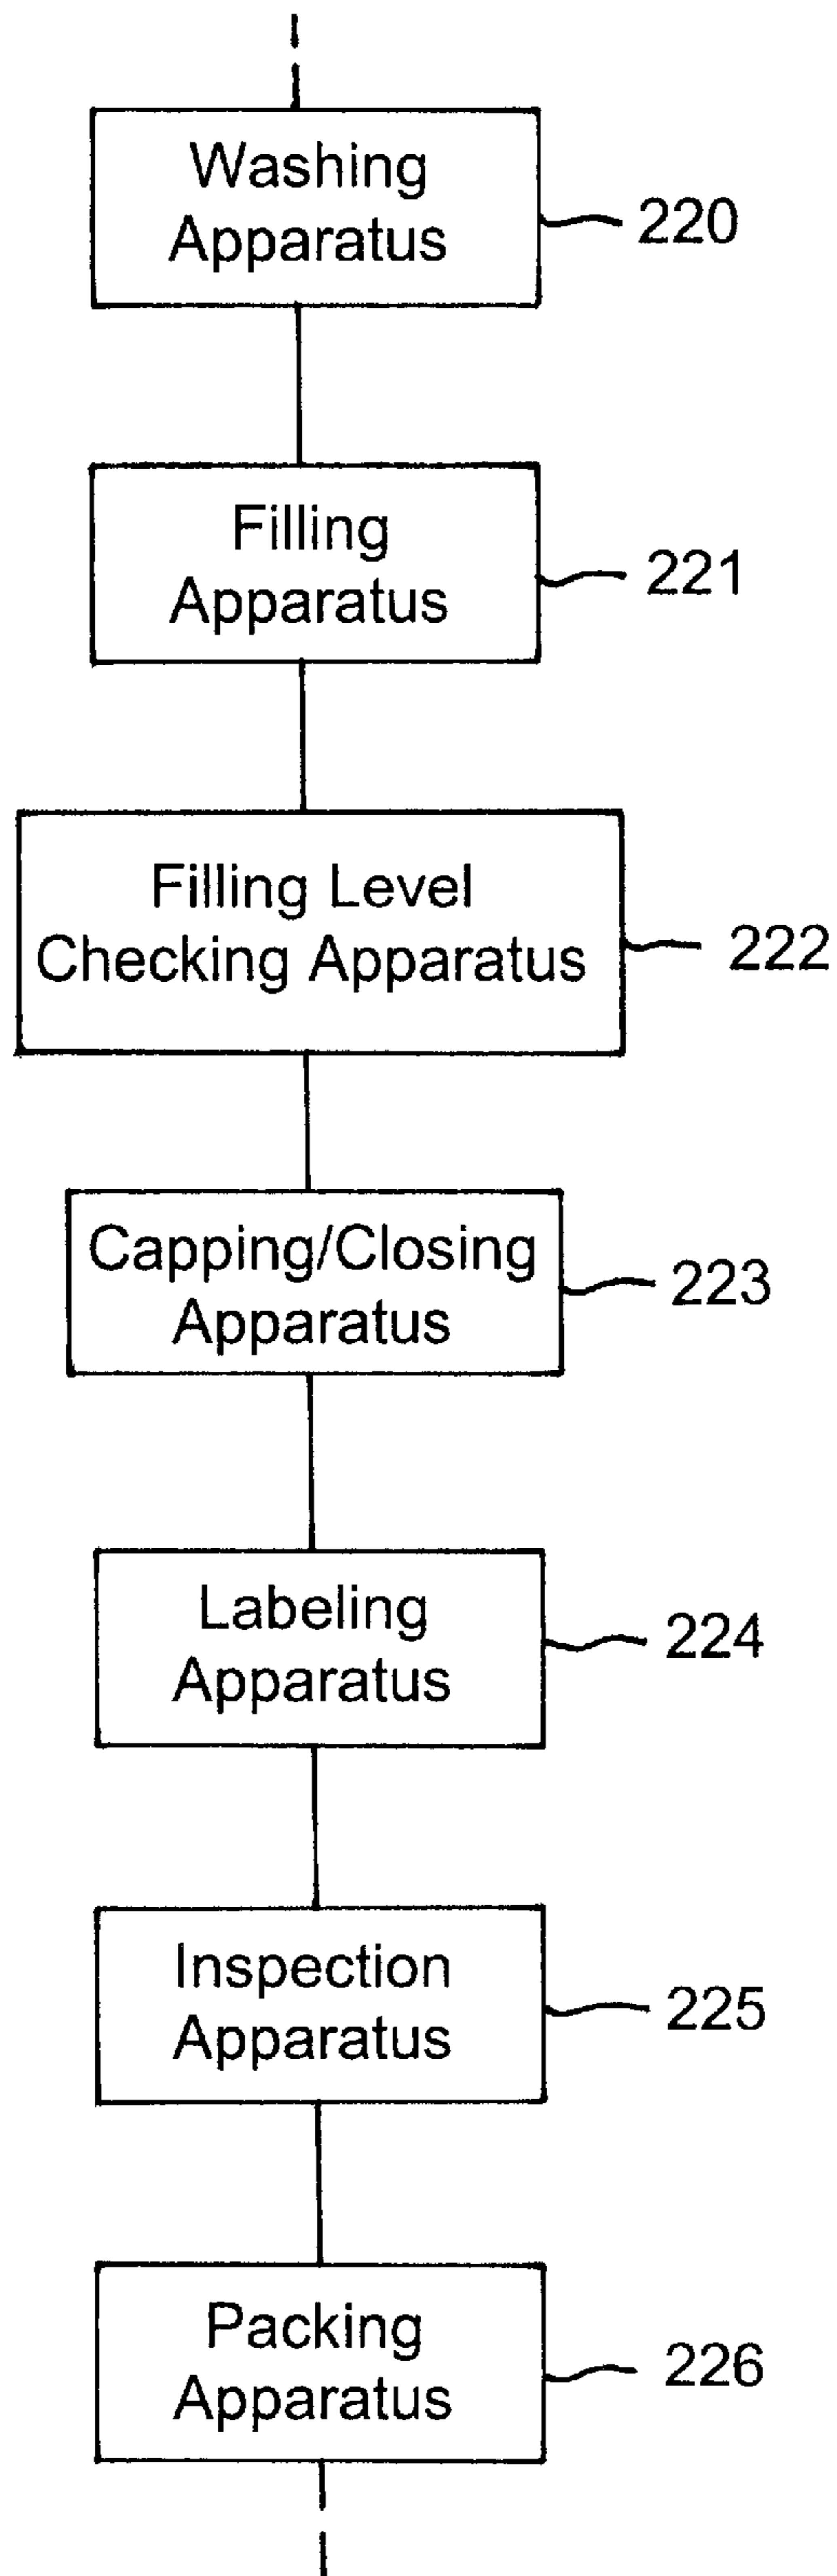 Washing
Apparatus
220
Filling
Apparatus
221
Filling Level
Checking Apparatus
222
Capping/Closing
Apparatus
223
Labeling
Apparatus
224
Inspection
Apparatus
225
Packing
Apparatus
226